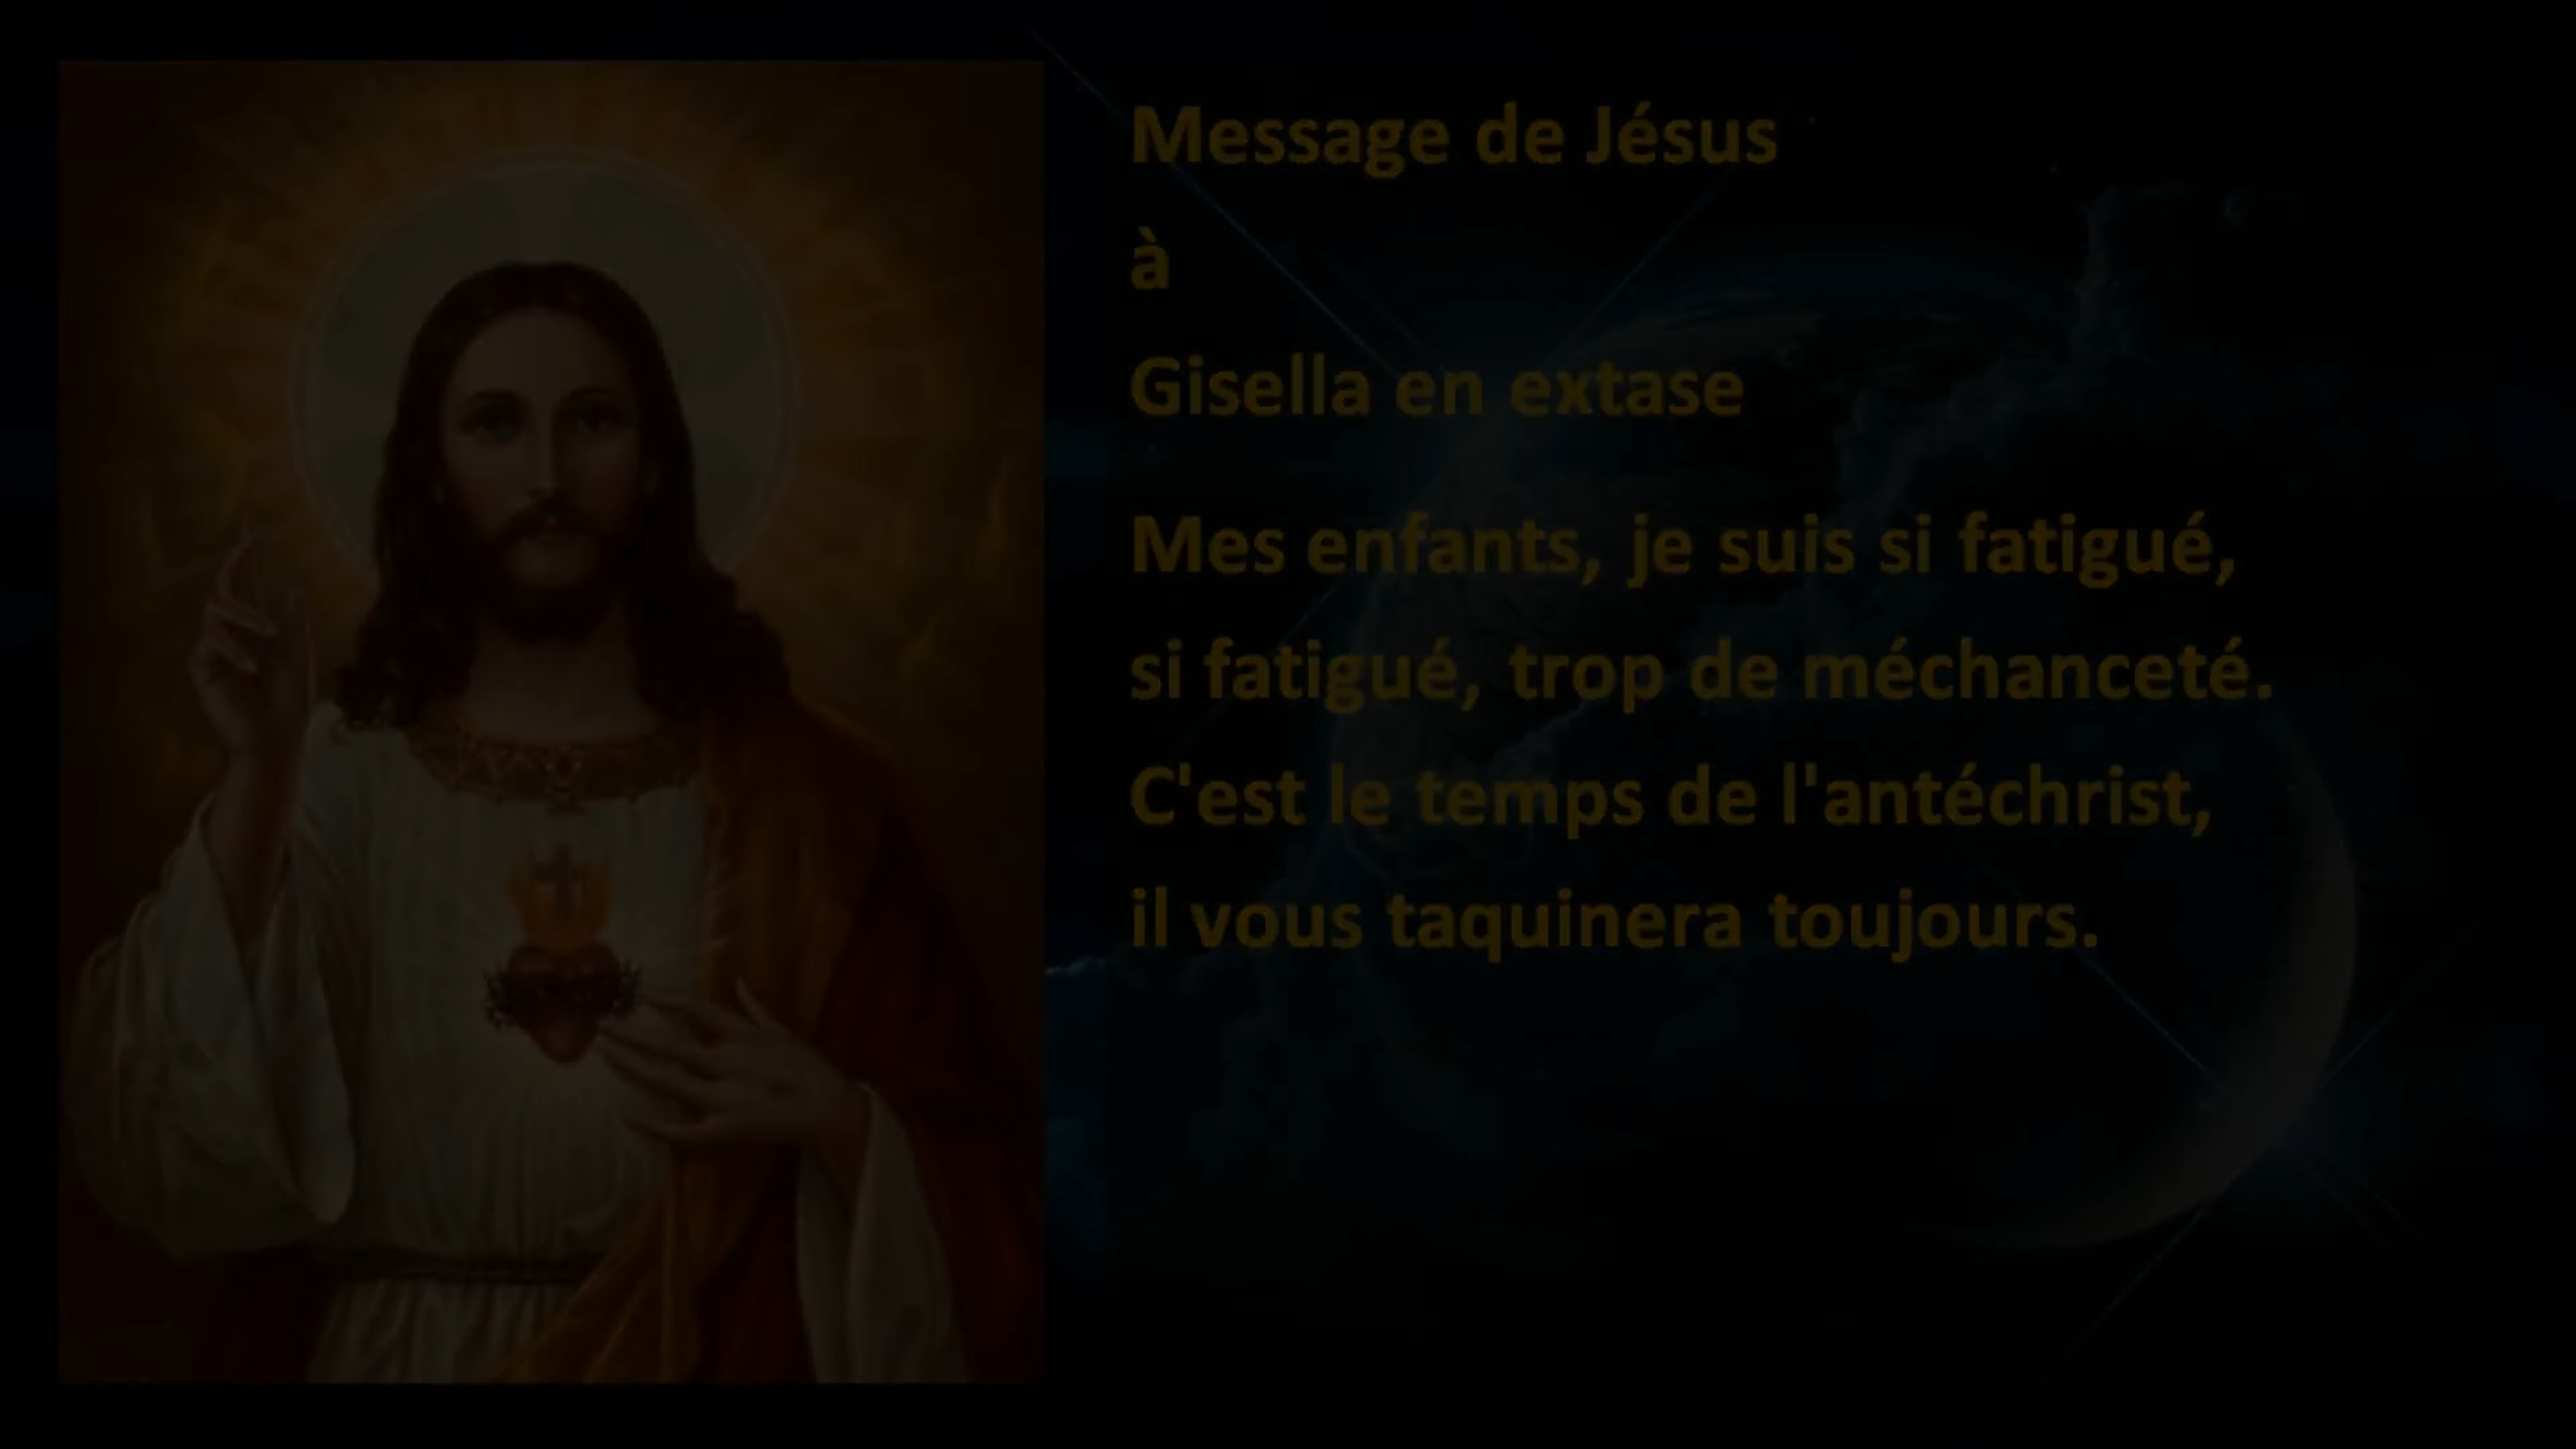 Message de Jésus
à
Gisella en extase
Mes enfants, je suis si fatigué,
si fatigué, trop de méchanceté.
C'est le temps de l'antéchrist,
il vous taquinera toujours.